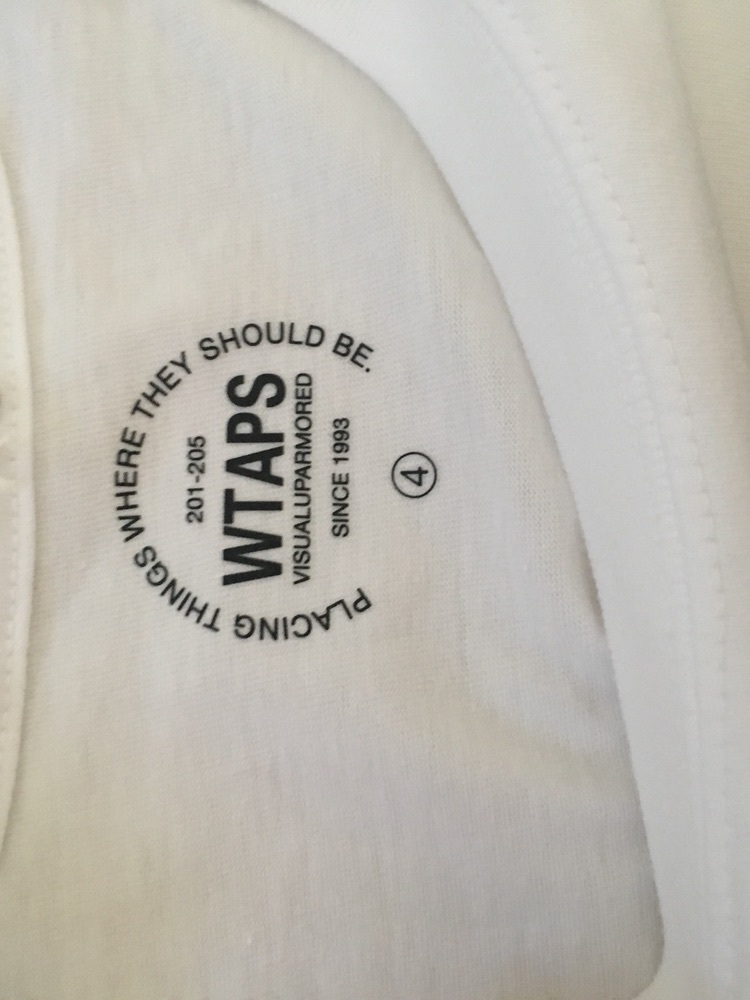 PLACING THINGS WHERE THEY SHOULD BE.
201-205
WTAPS
VISUALUPARMORED
SINCE 1993
4